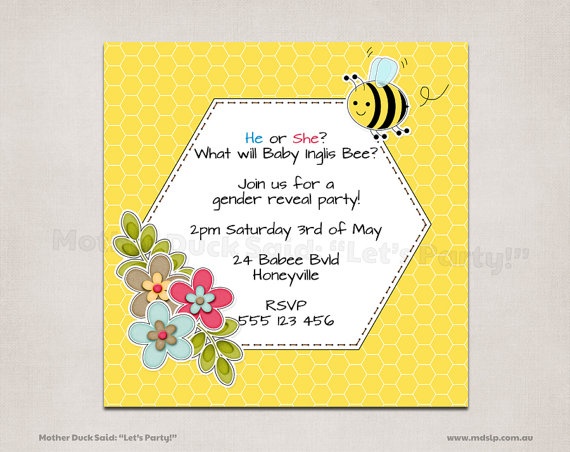 He or She?
What will Baby Inglis Bee?
Join us for a
gender reveal party!
2pm Saturday 3rd of May
24 Babee Blvd
Honeyville
RSVP
555 123 456
Mother Duck Said: "Let's Party!"
Mother Duck Said: "Let's Party!"
www.mdslp.com.au